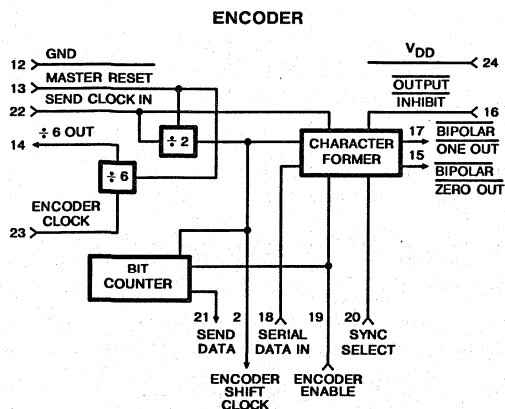 ENCODER
12 GND
13 MASTER RESET
22 SEND CLOCK IN
14 ÷ 6 OUT
÷ 2
÷ 6
ENCODER
CLOCK
23
VDD
24
OUTPUT
INHIBIT
16
CHARACTER
FORMER
17 BIPOLAR
ONE OUT
15 BIPOLAR
ZERO OUT
BIT
COUNTER
21 2 18 19 20
SEND
DATA
SERIAL
DATA IN
SYNC
SELECT
ENCODER
SHIFT
CLOCK
ENCODER
ENABLE